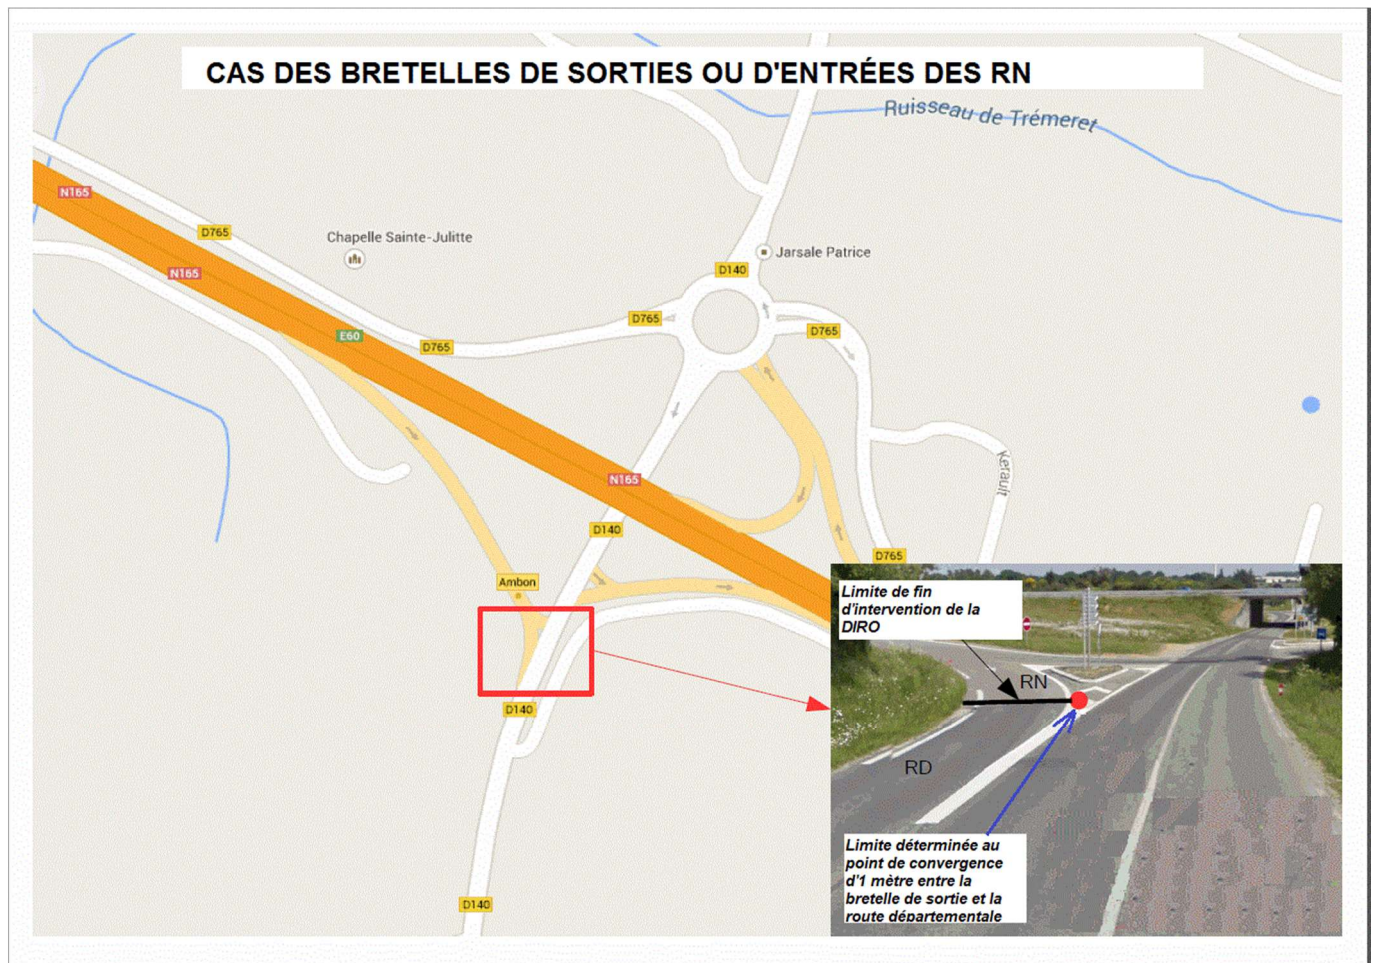 CAS DES BRETELLES DE SORTIES OU D'ENTRÉES DES RN
Ruisseau de Trémeret
N165
D765
Chapelle Sainte-Julitte
Jarsale Patrice
N165
D140
E60
D765
D765
D765
Kerault
N165
D140
D765
Ambon
D140
D140
Limite de fin
d'intervention de la
DIRO
RN
RD
Limite déterminée au
point de convergence
d'1 mètre entre la
bretelle de sortie et la
route départementale